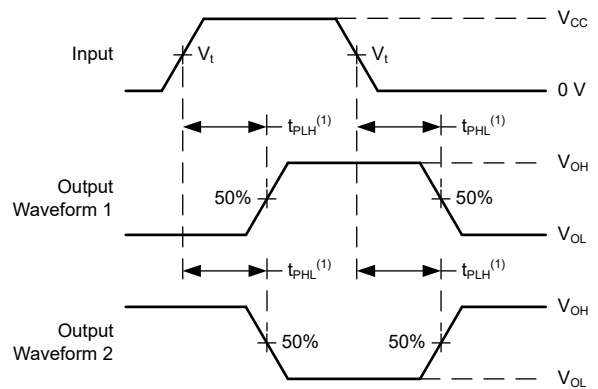 V_CC
Input
V_t
V_t
0 V
t_PLH^(1)
t_PHL^(1)
V_OH
Output
Waveform 1
50%
50%
V_OL
t_PHL^(1)
t_PLH^(1)
V_OH
Output
Waveform 2
50%
50%
V_OL